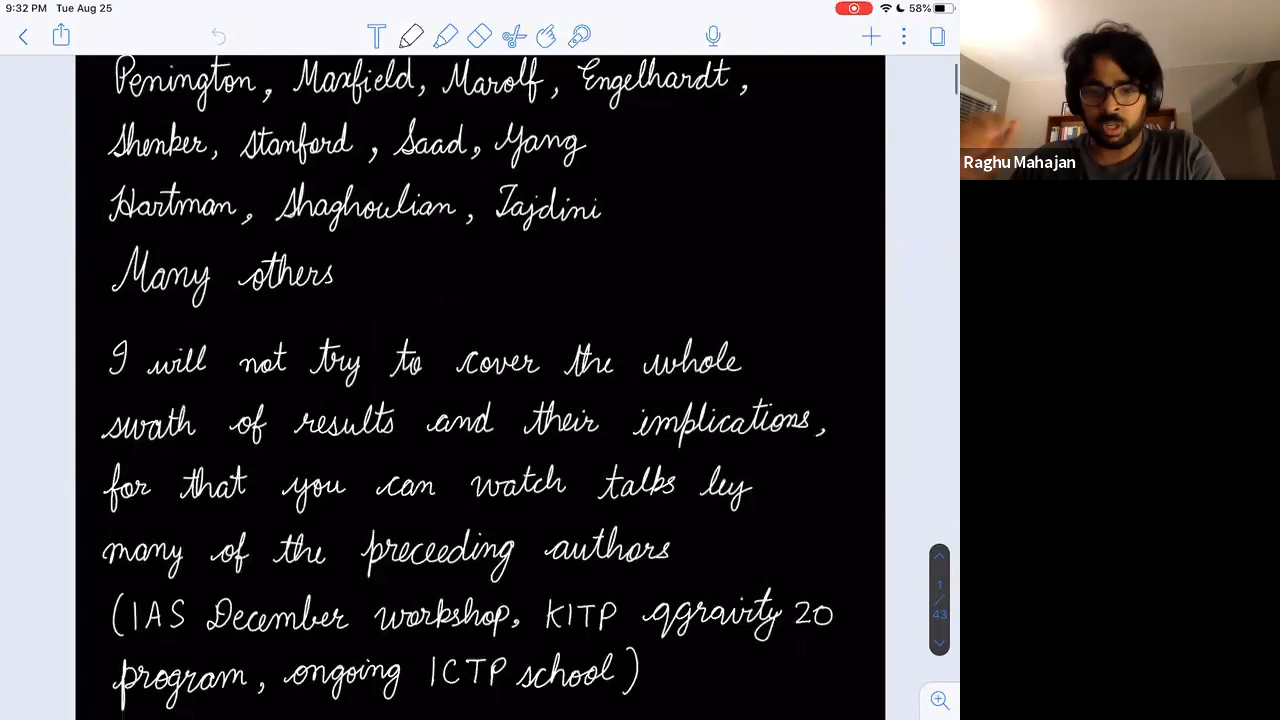 9:32 PM Tue Aug 25
58%
Penington, Maxfield, Marolf, Engelhardt,
Shenker, Stanford, Saad, Yang
Hartman, Shaghoulian, Tajdini
Many others
I will not try to cover the whole
swath of results and their implications,
for that you can watch talks by
many of the preceeding authors
(IAS December workshop, KITP qgravity 20
program, ongoing ICTP school)
Raghu Mahajan
1
/
43